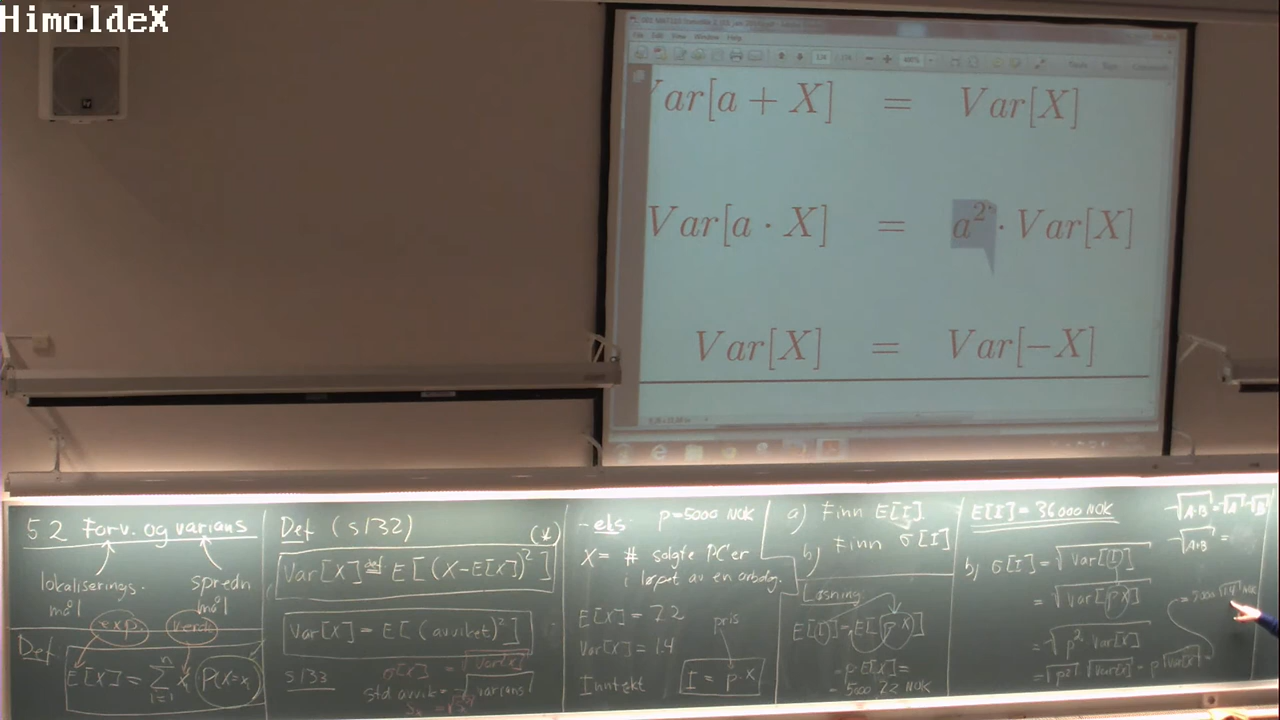 HimoldeX
Var[a + X] = Var[X]
Var[a · X] = a² · Var[X]
Var[X] = Var[−X]
5.2 Forv. og varians
lokaliserings-
mål
spredn.
mål
exp
verdi
Def
E[X] = Σ x P(X=x)
n
i=1
Def (s132)
(*)
Var[X] def= E[(X-E[X])²]
Var[X] = E[(avviket)²]
s133
σ[X] = √Var[X]
std avvik = √varians
-eks:
p=5000 NOK
X = # solgte PC'er
i løpet av en arbdag.
E[X] = 7.2
Var[X] = 1.4
pris
Inntekt
I = p·X
a) Finn E[I]
b) Finn σ[I]
Løsning
E[I] = E[p·X]
= p E[X] =
= 5000·7.2 NOK
E[I] = 36000 NOK
b) σ[I] = √Var[I]
= √Var[pX]
= √p² Var[X]
= √p² √Var[X] = p √Var[X] =
√A·B = √A·√B
√A+B =